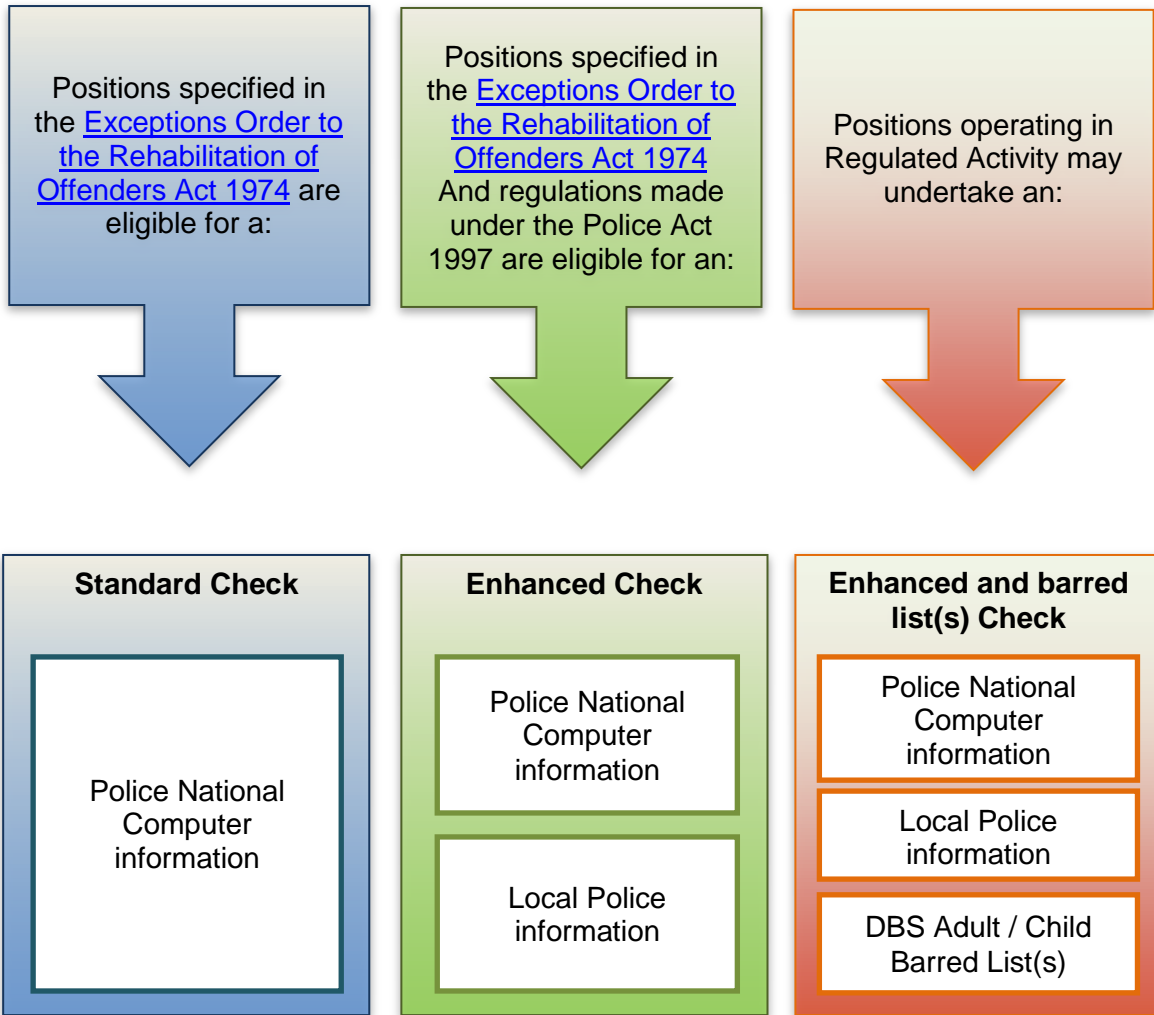 Positions specified in
the Exceptions Order to
the Rehabilitation of
Offenders Act 1974 are
eligible for a:
Positions specified in
the Exceptions Order to
the Rehabilitation of
Offenders Act 1974
And regulations made
under the Police Act
1997 are eligible for an:
Positions operating in
Regulated Activity may
undertake an:
Standard Check
Police National
Computer
information
Enhanced Check
Police National
Computer
information
Local Police
information
Enhanced and barred
list(s) Check
Police National
Computer
information
Local Police
information
DBS Adult / Child
Barred List(s)